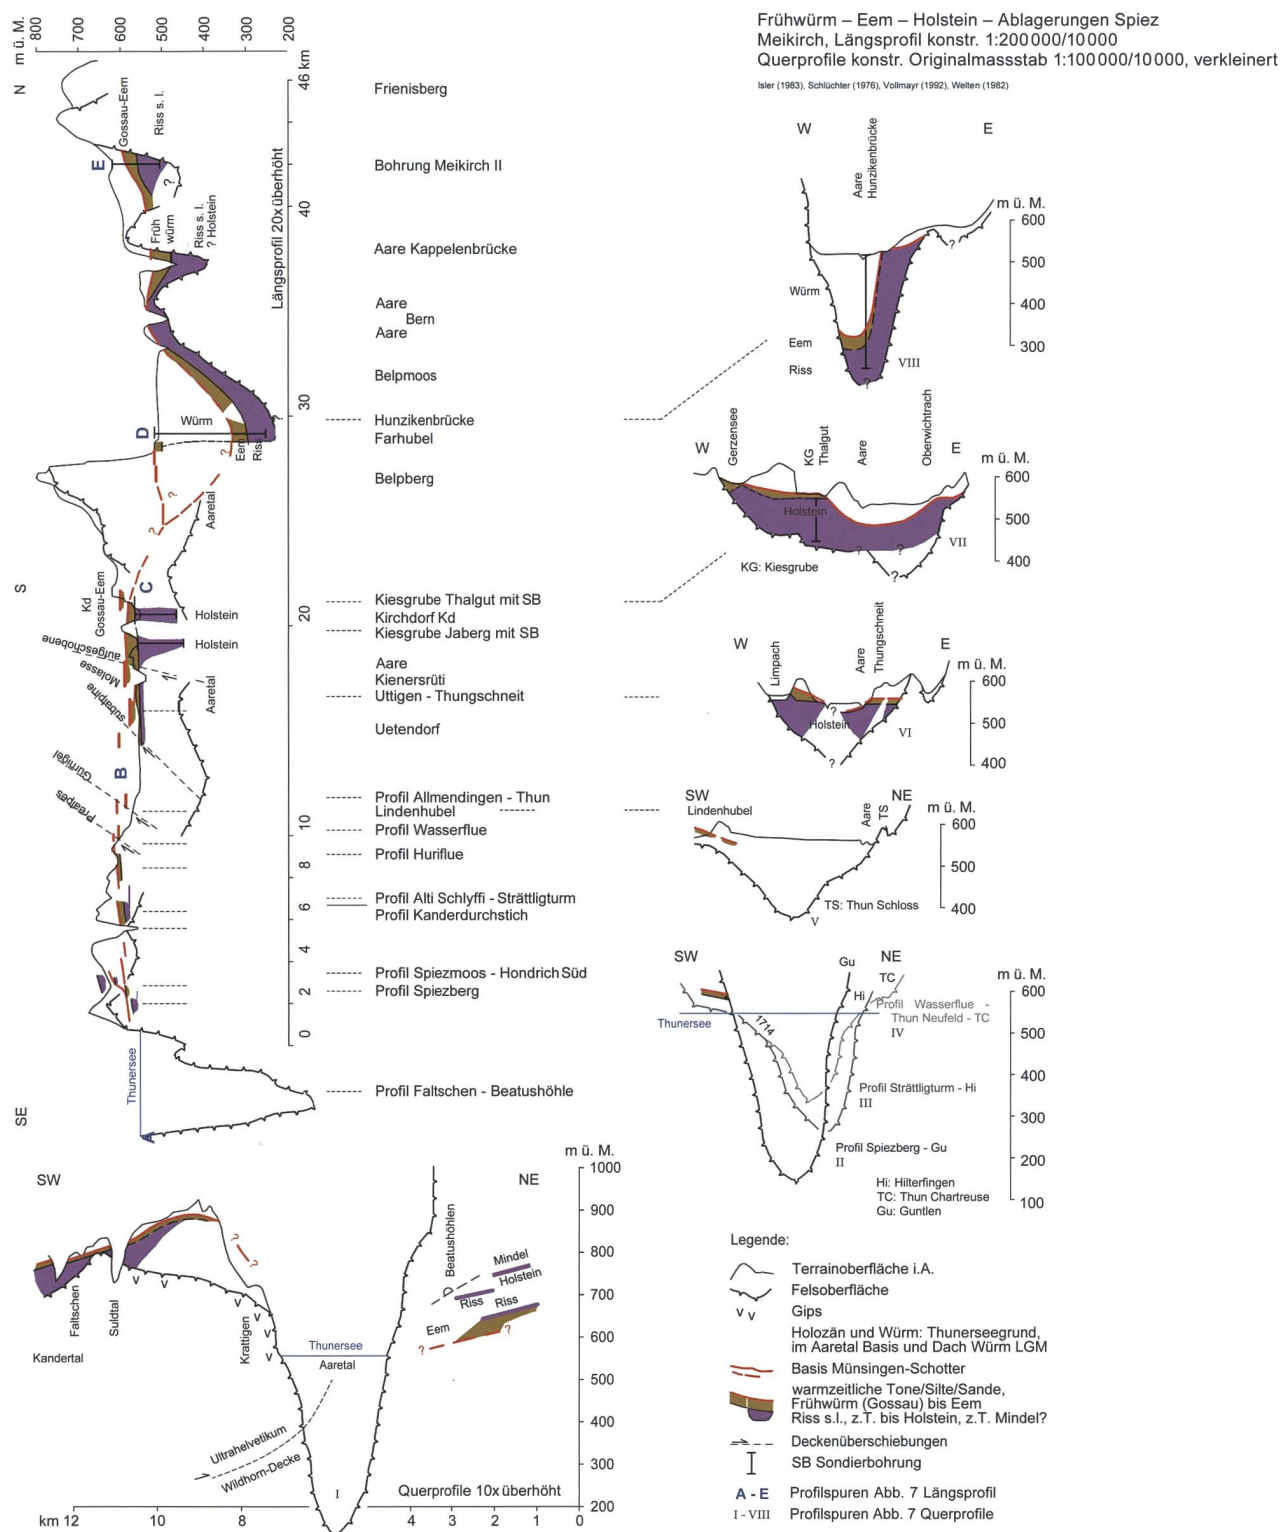 Frühwürm – Eem – Holstein – Ablagerungen Spiez
Meikirch, Längsprofil konstr. 1:200000/10000
Querprofile konstr. Originalmassstab 1:100000/10000, verkleinert
Isler (1983), Schlüchter (1976), Vollmayr (1992), Welten (1982)
m ü. M.
800
700
600
500
400
300
200
N
S
SE
46 km
40
30
20
10
8
6
4
2
0
Längsprofil 20x überhöht
Gossau-Eem
Riss s. l.
E
?
Früh
würm
Riss s. l.
? Holstein
Würm
D
?
Eem
Riss
?
?
?
Aaretal
C
Kd
Gossau-Eem
Holstein
Holstein
aufgeschobene
Molasse
subalpine
Aaretal
B
Gurnigel
Préalpes
Thunersee
A
Frienisberg
Bohrung Meikirch II
Aare Kappelenbrücke
Aare
Bern
Aare
Belpmoos
Hunzikenbrücke
Farhubel
Belpberg
Kiesgrube Thalgut mit SB
Kirchdorf Kd
Kiesgrube Jaberg mit SB
Aare
Kienersrüti
Uttigen - Thungschneit
Uetendorf
Profil Allmendingen - Thun
Lindenhubel
Profil Wasserflue
Profil Huriflue
Profil Alti Schlyffi - Strättligturm
Profil Kanderdurchstich
Profil Spiezmoos - Hondrich Süd
Profil Spiezberg
Profil Faltschen - Beatushöhle
W
Aare
Hunzikenbrücke
E
m ü. M.
600
500
400
300
?
Würm
Eem
Riss
VIII
?
W
Gerzensee
KG
Thalgut
Aare
Oberwichtrach
E
m ü. M.
600
500
400
Holstein
VII
?
?
?
KG: Kiesgrube
W
Limpach
Aare
Thungschneit
E
m ü. M.
600
500
400
?
Holstein
VI
?
SW
Lindenhubel
Aare
TS
NE
m ü. M.
600
500
400
TS: Thun Schloss
V
SW
Gu
NE
Hi
TC
m ü. M.
600
500
400
300
200
100
Thunersee
1714
Profil Wasserflue -
Thun Neufeld - TC
IV
Profil Strättligturm - Hi
III
Profil Spiezberg - Gu
II
Hi: Hilterfingen
TC: Thun Chartreuse
Gu: Guntlen
SW
NE
m ü. M.
1000
900
800
700
600
500
400
300
200
Faltschen
Suldtal
Kandertal
Krattigen
V V V V V V
?
?
Thunersee
Aaretal
Beatushöhlen
Mindel
Holstein
Riss
Riss
Eem
?
?
Ultrahelvetikum
Wildhorn-Decke
I
Querprofile 10x überhöht
km 12
10
8
4
3
2
1
0
Legende:
Terrainoberfläche i.A.
Felsoberfläche
V V Gips
Holozän und Würm: Thunerseegrund,
im Aaretal Basis und Dach Würm LGM
Basis Münsingen-Schotter
warmzeitliche Tone/Silte/Sande,
Frühwürm (Gossau) bis Eem
Riss s.l., z.T. bis Holstein, z.T. Mindel?
Deckenüberschiebungen
SB Sondierbohrung
A - E Profilspuren Abb. 7 Längsprofil
I - VIII Profilspuren Abb. 7 Querprofile